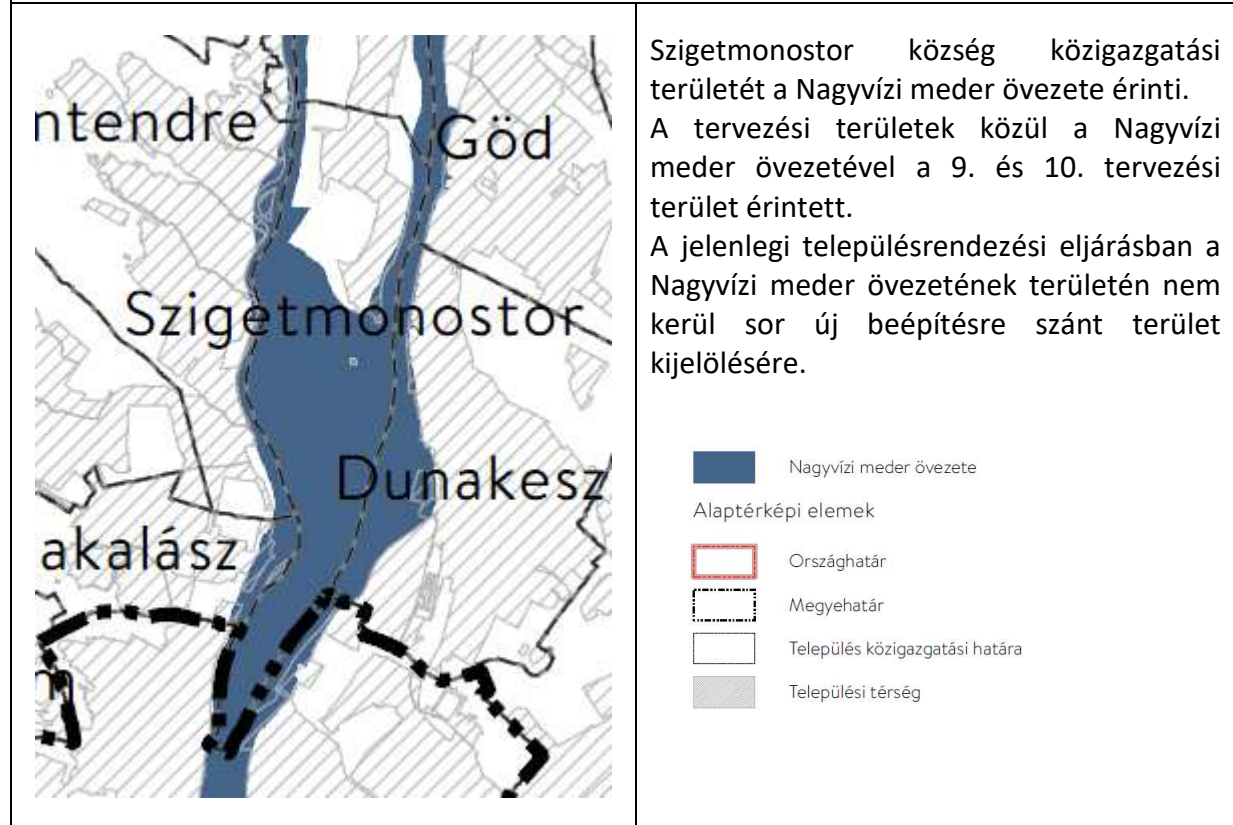 ntendre
Göd
Szigetmonostor
Dunakesz
akalász
m
Szigetmonostor község közigazgatási
területét a Nagyvízi meder övezete érinti.
A tervezési területek közül a Nagyvízi
meder övezetével a 9. és 10. tervezési
terület érintett.
A jelenlegi településrendezési eljárásban a
Nagyvízi meder övezetének területén nem
kerül sor új beépítésre szánt terület
kijelölésére.
Nagyvízi meder övezete
Alaptérképi elemek
Országhatár
Megyehatár
Település közigazgatási határa
Települési térség